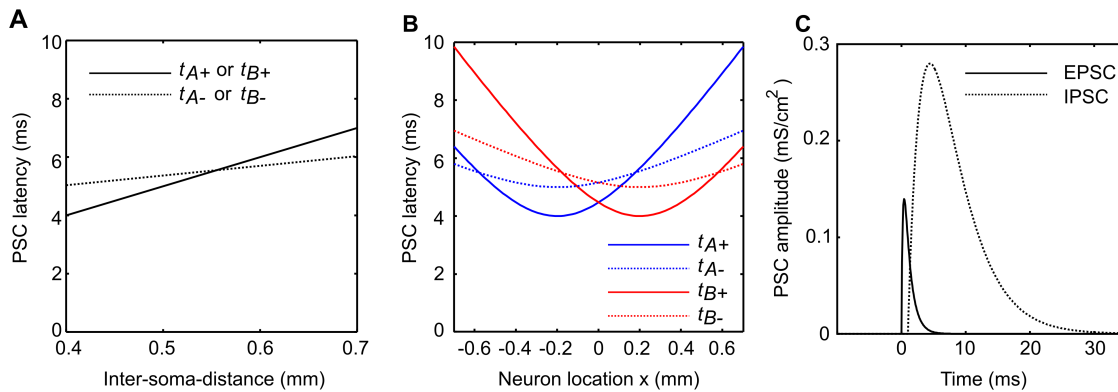 A
PSC latency (ms)
10
8
6
4
2
0
0.4
0.5
0.6
0.7
Inter-soma-distance (mm)
tA+ or tB+
tA- or tB-
B
PSC latency (ms)
10
8
6
4
2
0
-0.6
-0.4
-0.2
0
0.2
0.4
0.6
Neuron location x (mm)
tA+
tA-
tB+
tB-
C
PSC amplitude (mS/cm²)
0.3
0.2
0.1
0
0
10
20
30
Time (ms)
EPSC
IPSC